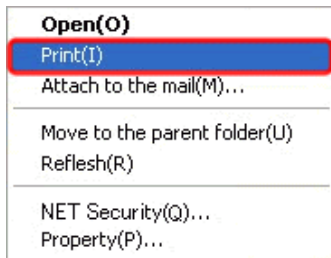 Open(O)
Print(I)
Attach to the mail(M)...
Move to the parent folder(U)
Reflesh(R)
NET Security(Q)...
Property(P)...